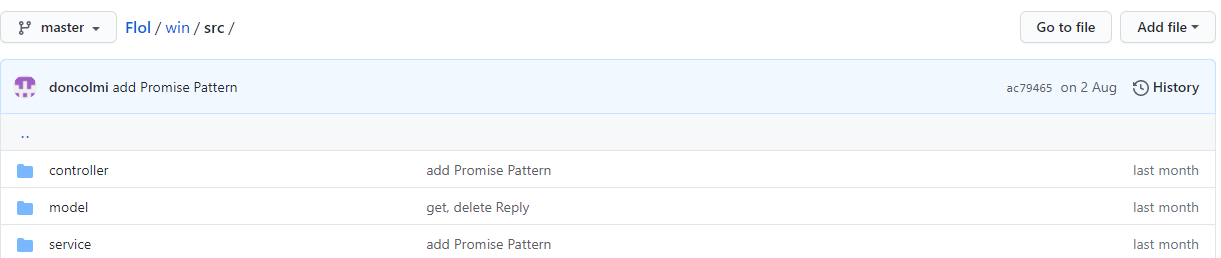 master Flol / win / src / Go to file Add file
doncolmi add Promise Pattern ac79465 on 2 Aug History
..
controller add Promise Pattern last month
model get, delete Reply last month
service add Promise Pattern last month